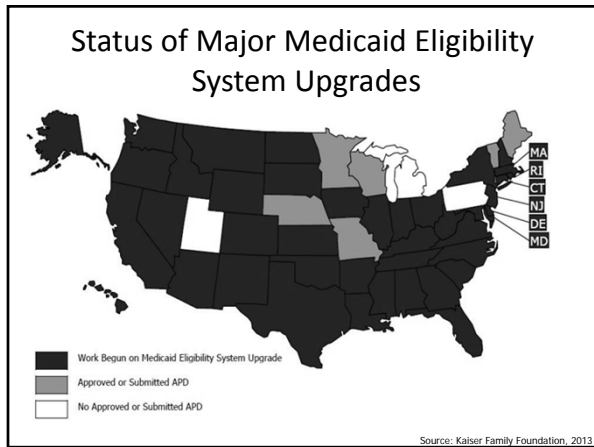 Status of Major Medicaid Eligibility
System Upgrades
MA
RI
CT
NJ
DE
MD
Work Begun on Medicaid Eligibility System Upgrade
Approved or Submitted APD
No Approved or Submitted APD
Source: Kaiser Family Foundation, 2013